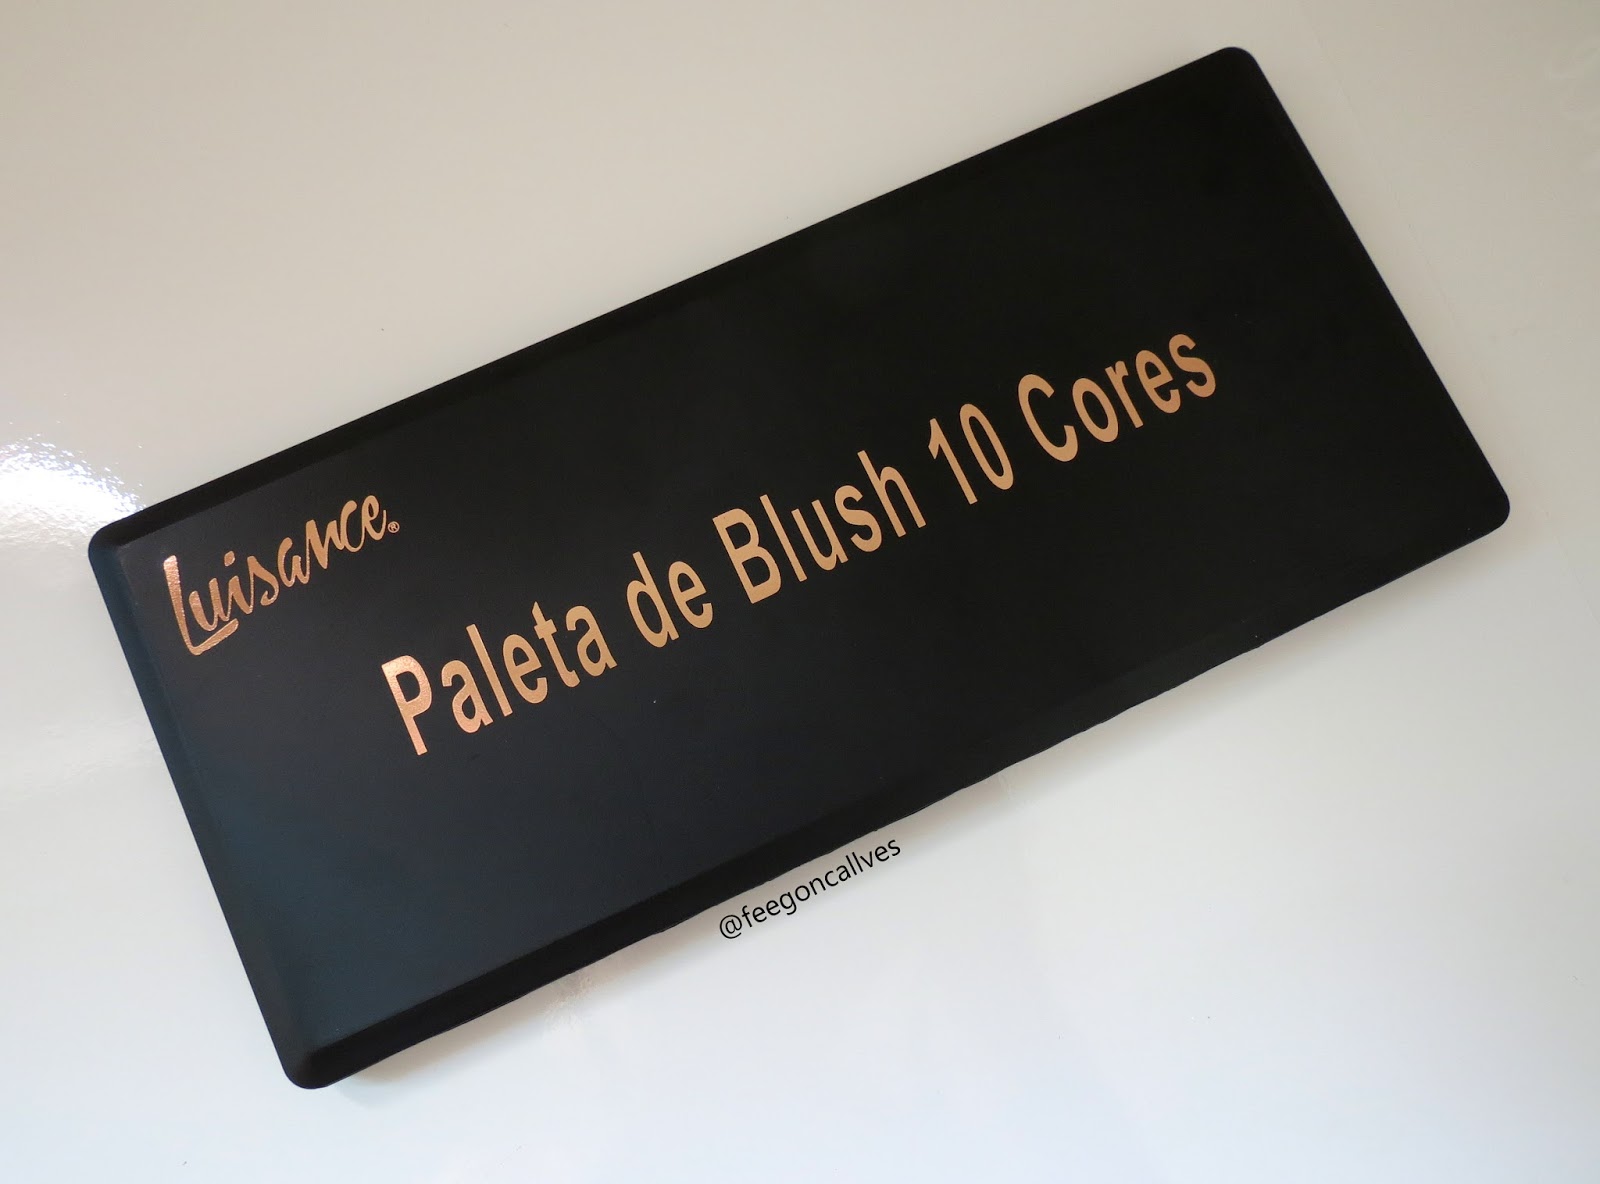 Luisance®
Paleta de Blush 10 Cores
@feegoncallves